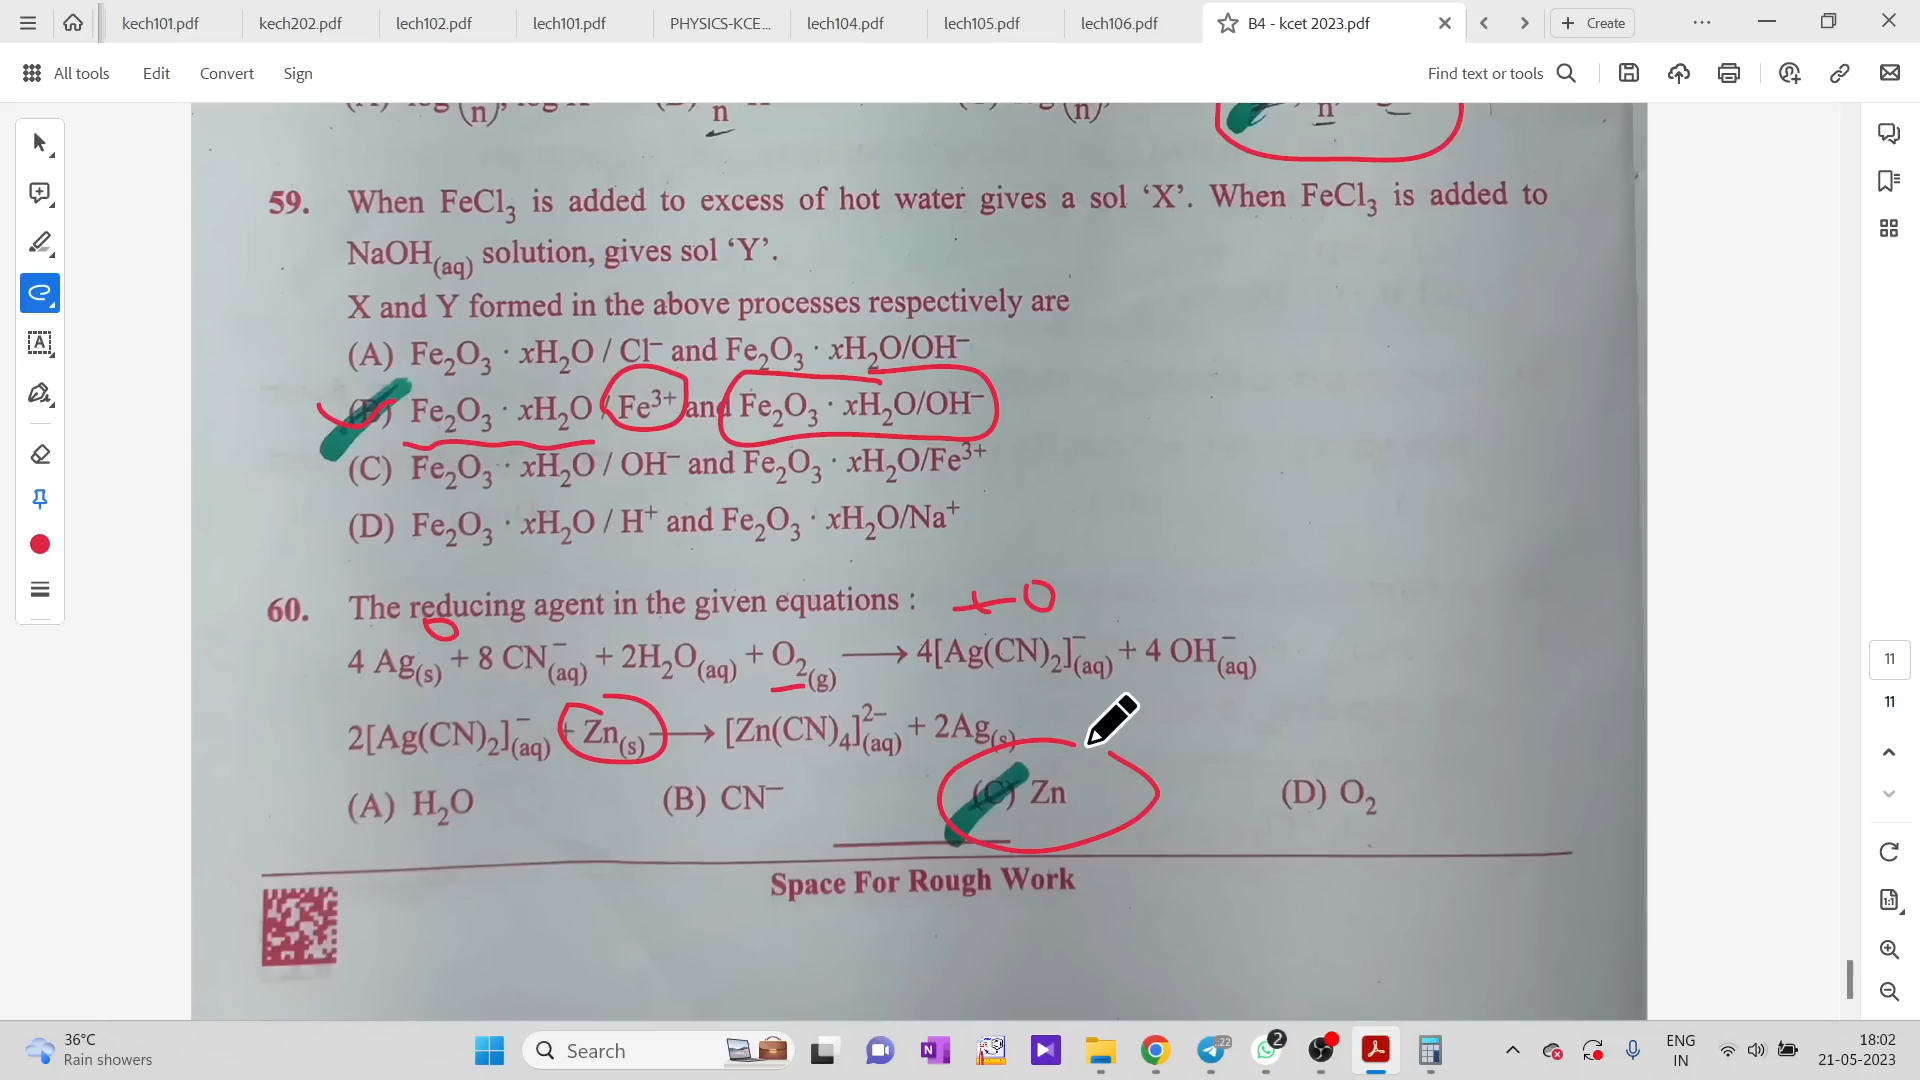 kech101.pdf kech202.pdf lech102.pdf lech101.pdf PHYSICS-KCE... lech104.pdf lech105.pdf lech106.pdf B4 - kcet 2023.pdf Create
All tools Edit Convert Sign Find text or tools
59. When FeCl₃ is added to excess of hot water gives a sol ‘X’. When FeCl₃ is added to
NaOH(aq) solution, gives sol ‘Y’.
X and Y formed in the above processes respectively are
(A) Fe₂O₃ · xH₂O / Cl⁻ and Fe₂O₃ · xH₂O/OH⁻
(B) Fe₂O₃ · xH₂O / Fe³⁺ and Fe₂O₃ · xH₂O/OH⁻
(C) Fe₂O₃ · xH₂O / OH⁻ and Fe₂O₃ · xH₂O/Fe³⁺
(D) Fe₂O₃ · xH₂O / H⁺ and Fe₂O₃ · xH₂O/Na⁺
60. The reducing agent in the given equations : +0
0
4 Ag(s) + 8 CN⁻(aq) + 2H₂O(aq) + O₂(g) ⟶ 4[Ag(CN)₂]⁻(aq) + 4 OH⁻(aq)
2[Ag(CN)₂]⁻(aq) + Zn(s) ⟶ [Zn(CN)₄]²⁻(aq) + 2Ag(s)
(A) H₂O (B) CN⁻ (C) Zn (D) O₂
Space For Rough Work
11
11
36°C
Rain showers
Search
22
2
ENG
IN
18:02
21-05-2023